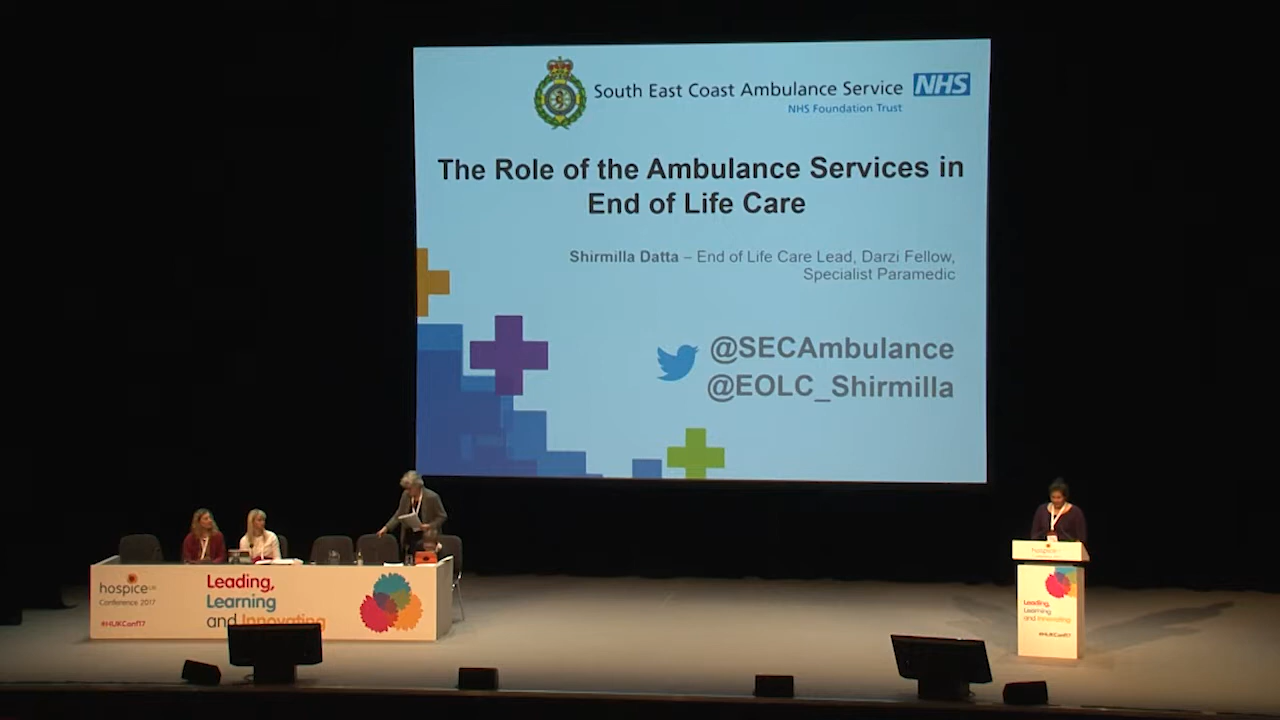 South East Coast Ambulance Service NHS
NHS Foundation Trust
The Role of the Ambulance Services in
End of Life Care
Shirmilla Datta – End of Life Care Lead, Darzi Fellow,
Specialist Paramedic
@SECAmbulance
@EOLC_Shirmilla
hospice UK
Conference 2017
#HUKConf17
Leading,
Learning
and Innovating
hospice
Leading,
Learning
and Innovating
#HUKConf17